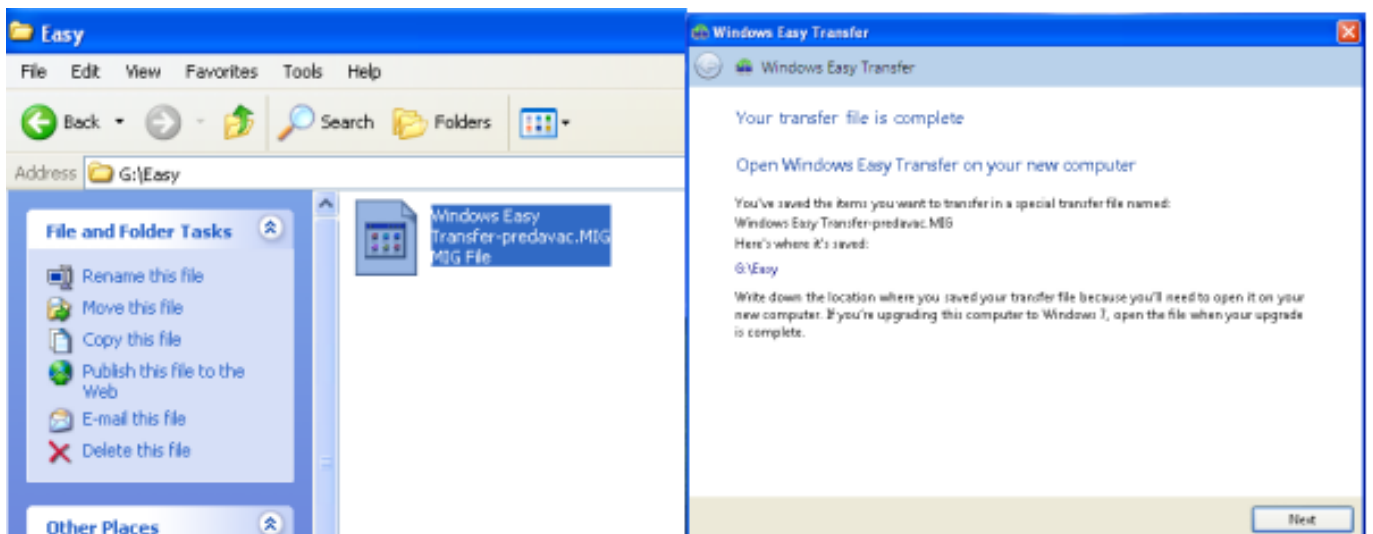 Easy
File Edit View Favorites Tools Help
Back Search Folders
Address G:\Easy
File and Folder Tasks
Rename this file
Move this file
Copy this file
Publish this file to the
Web
E-mail this file
Delete this file
Other Places
Windows Easy
Transfer-predavac.MIG
MIG File
Windows Easy Transfer
Windows Easy Transfer
Your transfer file is complete
Open Windows Easy Transfer on your new computer
You've saved the items you want to transfer in a special transfer file named:
Windows Easy Transfer-predavac.MIG
Here's where it's saved:
G:\Easy
Write down the location where you saved your transfer file because you'll need to open it on your
new computer. If you're upgrading this computer to Windows 7, open the file when your upgrade
is complete.
Next